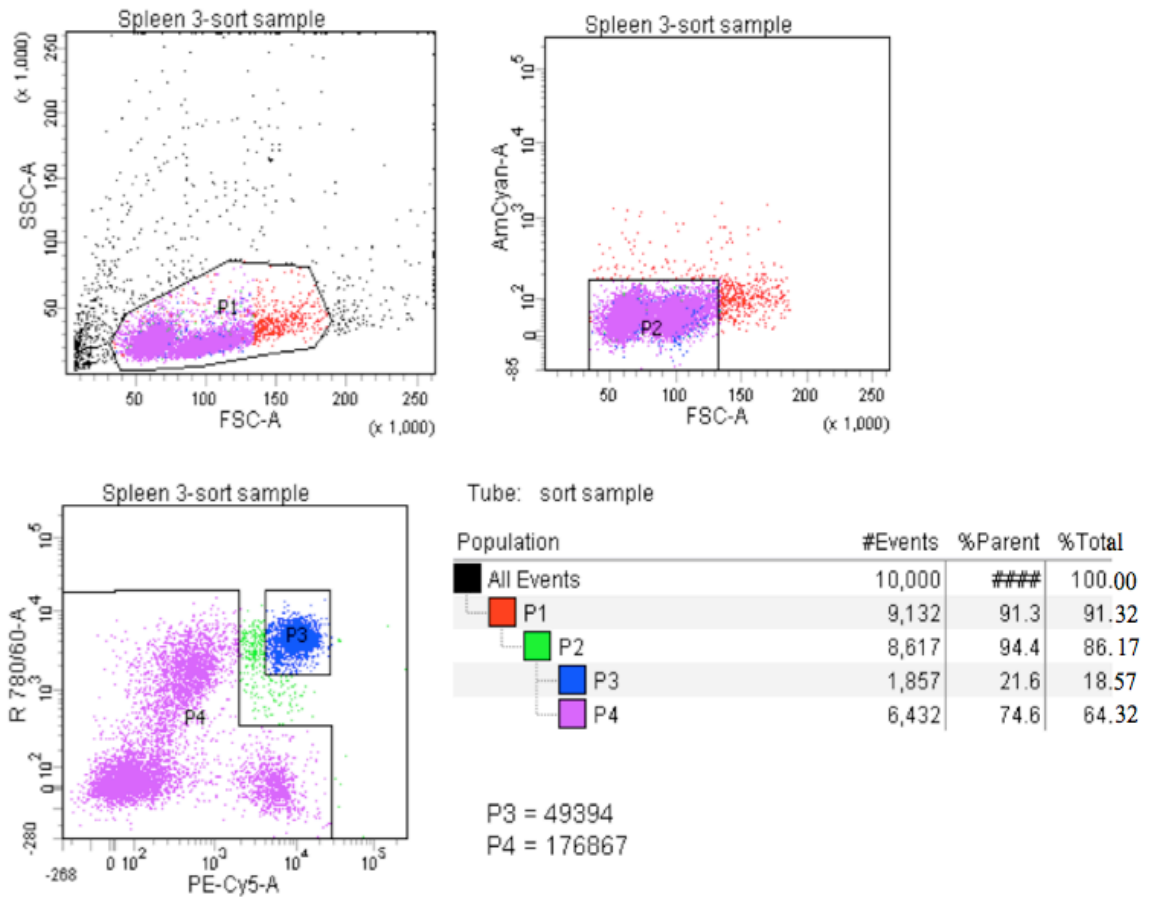 Spleen 3-sort sample
(x 1,000)
250
200
150
100
50
SSC-A
P1
50 100 150 200 250
FSC-A
(x 1,000)
Spleen 3-sort sample
AmCyan-A
10^5
10^4
10^3
10^2
0
-85
P2
50 100 150 200 250
FSC-A
(x 1,000)
Spleen 3-sort sample
R 780/60-A
10^5
10^4
10^3
10^2
0
-280
P3
P4
-268
0 10^2 10^3 10^4 10^5
PE-Cy5-A
Tube: sort sample
Population #Events %Parent %Total
All Events 10,000 #### 100.00
P1 9,132 91.3 91.32
P2 8,617 94.4 86.17
P3 1,857 21.6 18.57
P4 6,432 74.6 64.32
P3 = 49394
P4 = 176867